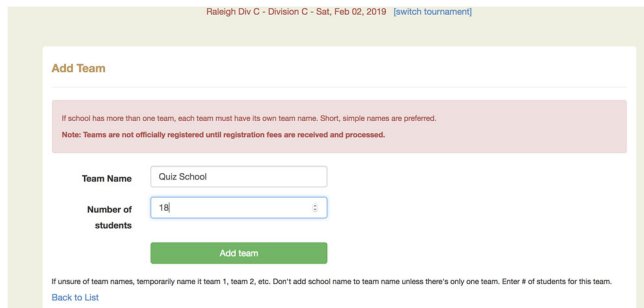 Raleigh Div C - Division C - Sat, Feb 02, 2019 [switch tournament]
Add Team
If school has more than one team, each team must have its own team name. Short, simple names are preferred.
Note: Teams are not officially registered until registration fees are received and processed.
Team Name Quiz School
Number of students 18
Add team
If unsure of team names, temporarily name it team 1, team 2, etc. Don't add school name to team name unless there's only one team. Enter # of students for this team.
Back to List